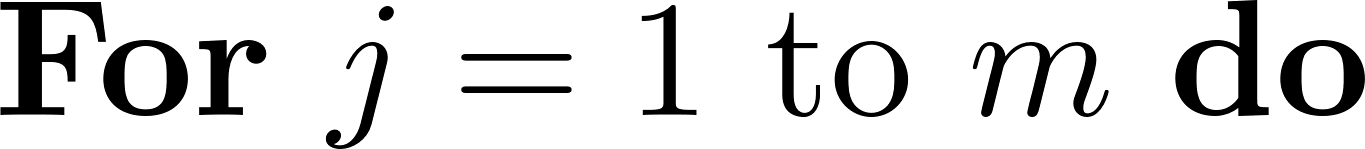 For j = 1 to m do